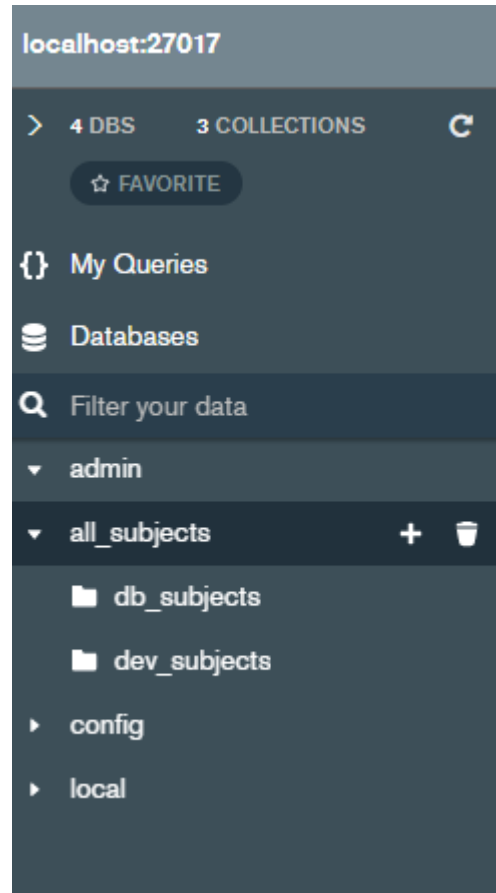 localhost:27017
4 DBS 3 COLLECTIONS
FAVORITE
{} My Queries
Databases
Filter your data
admin
all_subjects
db_subjects
dev_subjects
config
local